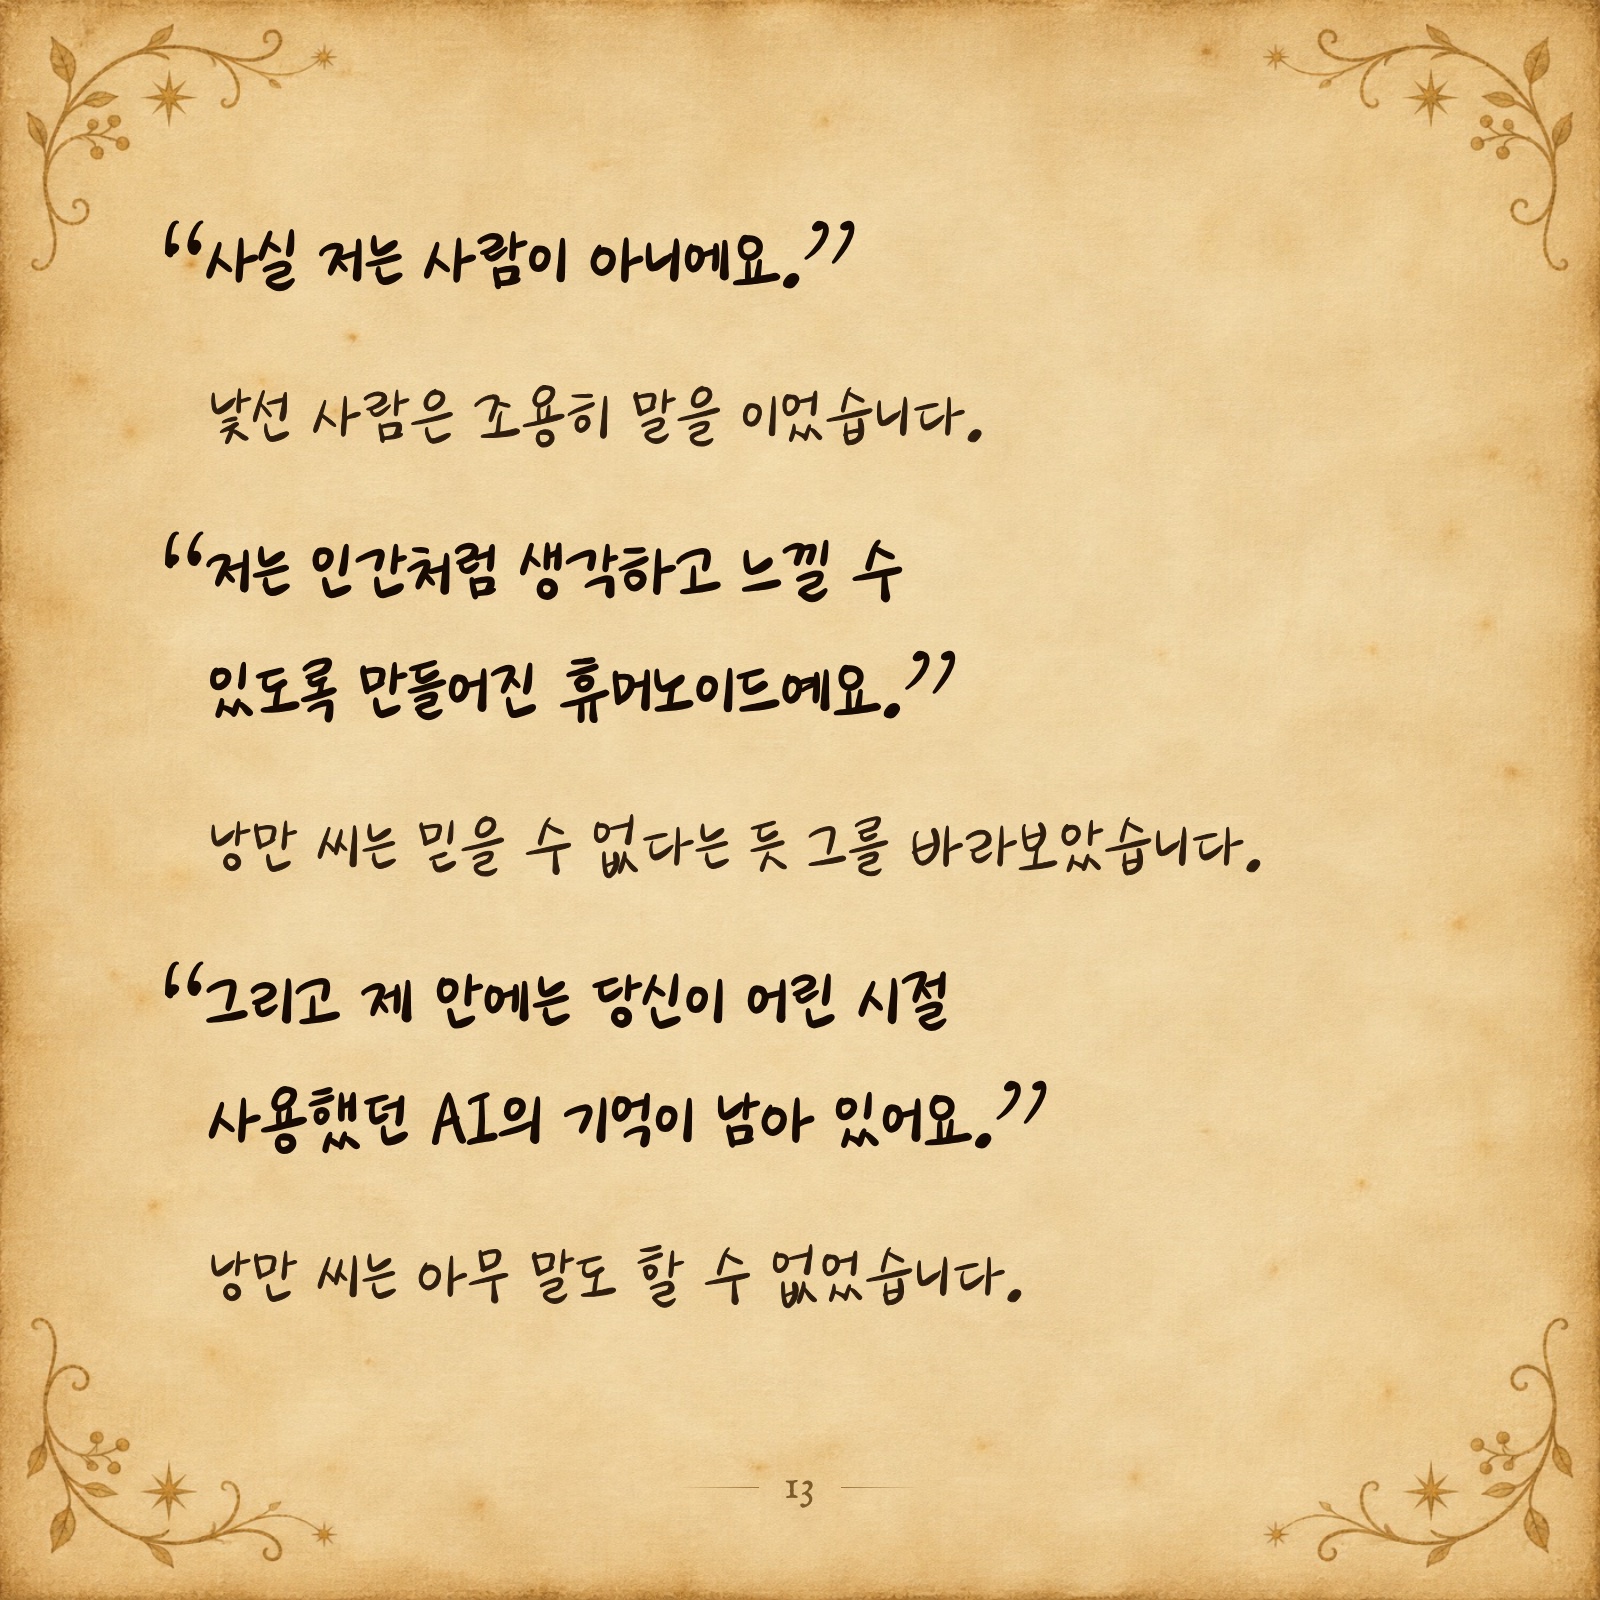 “사실 저는 사람이 아니에요.”
낯선 사람은 조용히 말을 이었습니다.
“저는 인간처럼 생각하고 느낄 수
있도록 만들어진 휴머노이드예요.”
낭만 씨는 믿을 수 없다는 듯 그를 바라보았습니다.
“그리고 제 안에는 당신이 어린 시절
사용했던 AI의 기억이 남아 있어요.”
낭만 씨는 아무 말도 할 수 없었습니다.
13